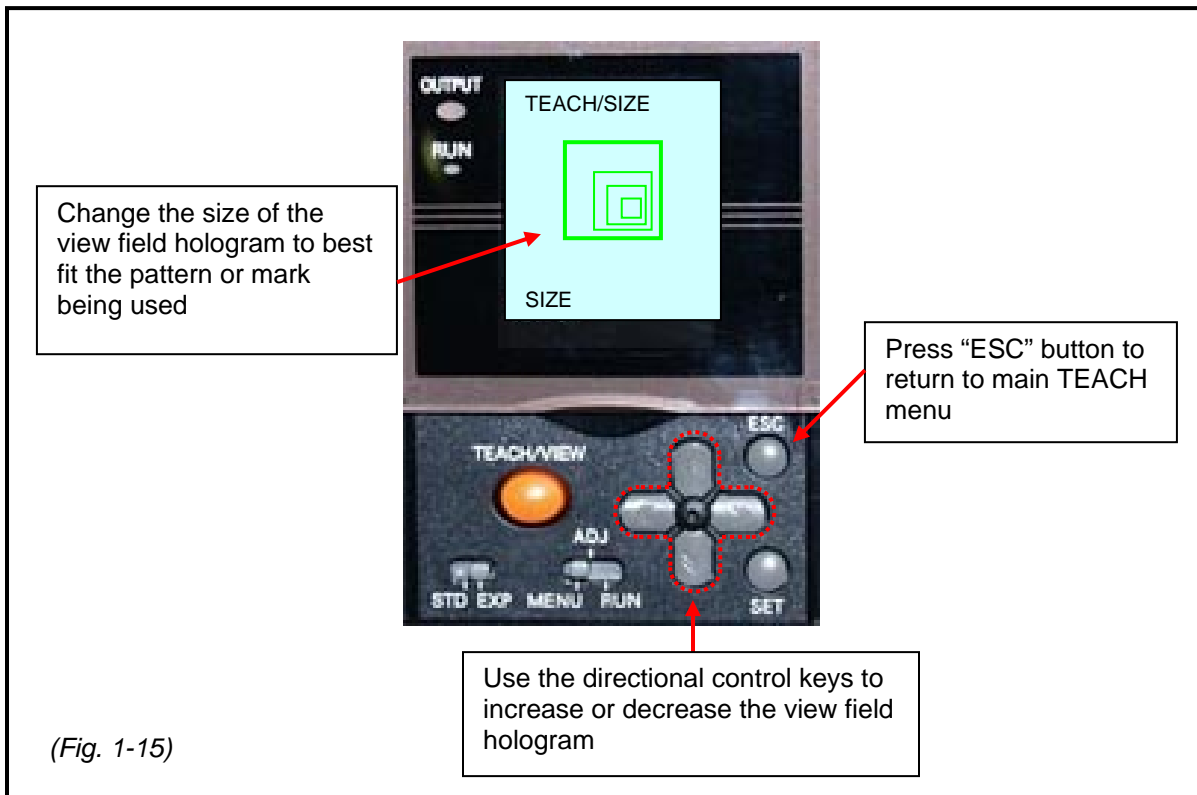 OUTPUT
TEACH/SIZE
RUN
Change the size of the
view field hologram to best
fit the pattern or mark
being used
SIZE
Press “ESC” button to
return to main TEACH
menu
ESC
TEACH/VIEW
ADJ
STD EXP MENU RUN
SET
Use the directional control keys to
increase or decrease the view field
hologram
(Fig. 1-15)